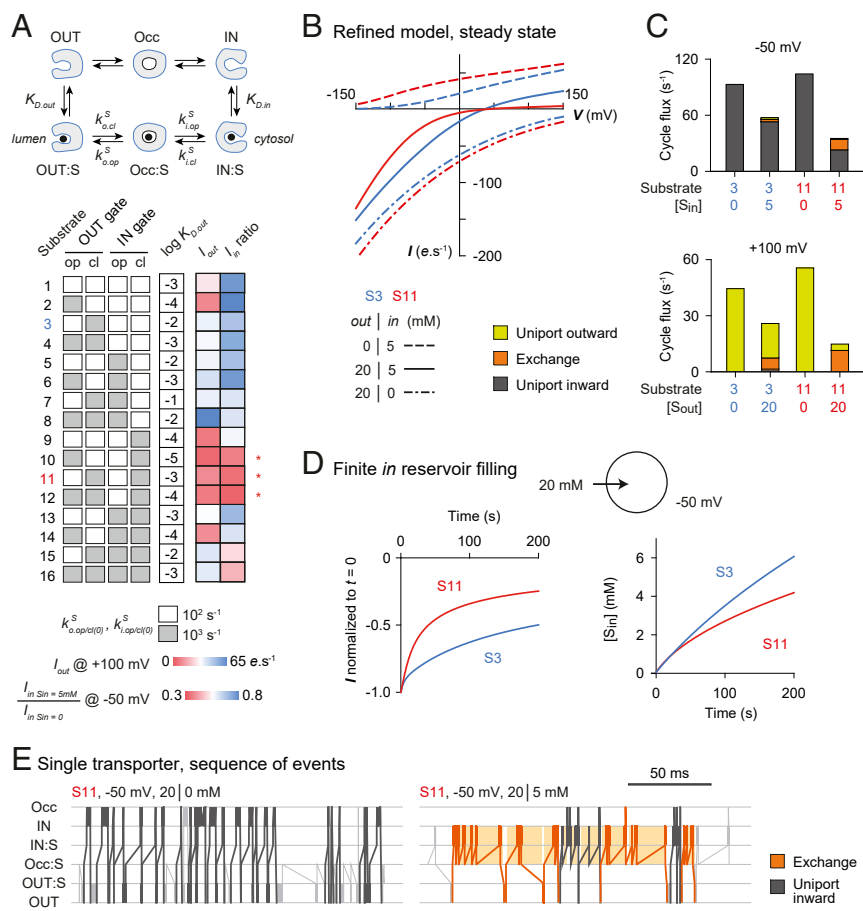 A
OUT Occ IN
K_D.out K_D.in
k^S_o.cl k^S_i.op
lumen cytosol
k^S_o.op k^S_i.cl
OUT:S Occ:S IN:S
Substrate OUT gate IN gate log K_D.out I_out I_in ratio
op cl op cl
1 -3
2 -4
3 -2
4 -3
5 -2
6 -3
7 -1
8 -2
9 -4
10 -5 *
11 -3 *
12 -4 *
13 -3
14 -4
15 -2
16 -3
k^S_o.op/cl(0), k^S_i.op/cl(0) 10² s⁻¹
10³ s⁻¹
I_out @ +100 mV 0 65 e.s⁻¹
I_in Sin = 5mM / I_in Sin = 0 @ -50 mV 0.3 0.8
B Refined model, steady state
-150 150
V (mV)
-100
I (e.s⁻¹) -200
S3 S11
out | in (mM)
0 | 5
20 | 5
20 | 0
Uniport outward
Exchange
Uniport inward
C
-50 mV
Cycle flux (s⁻¹)
120
60
0
Substrate 3 3 11 11
[S_in] 0 5 0 5
+100 mV
Cycle flux (s⁻¹)
100
50
0
Substrate 3 3 11 11
[S_out] 0 20 0 20
D Finite in reservoir filling
20 mM
-50 mV
Time (s)
0 100 200
0
-0.5
-1.0
I normalized to t = 0
S11
S3
[S_in] (mM)
6
4
2
0
S3
S11
0 100 200
Time (s)
E Single transporter, sequence of events
S11, -50 mV, 20 | 0 mM
S11, -50 mV, 20 | 5 mM
50 ms
Occ
IN
IN:S
Occ:S
OUT:S
OUT
Exchange
Uniport
inward